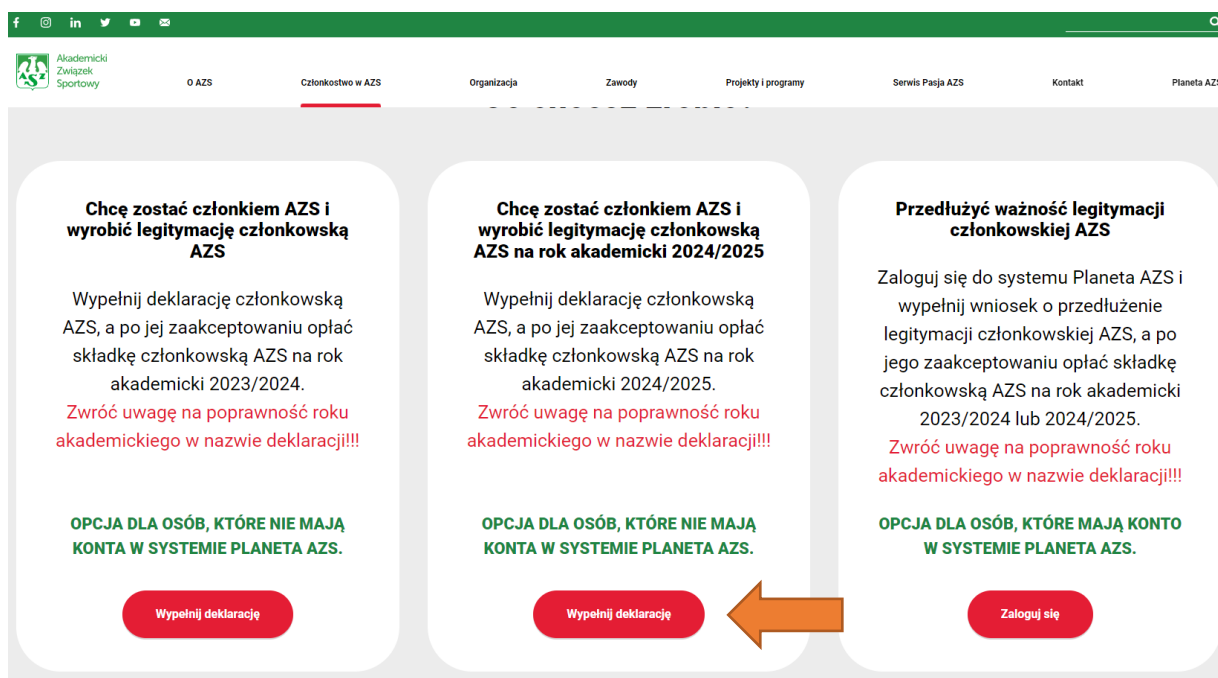 Akademicki
Związek
Sportowy
AZS
O AZS
Członkostwo w AZS
Organizacja
Zawody
Projekty i programy
Serwis Pasja AZS
Kontakt
Planeta AZS
Chcę zostać członkiem AZS i
wyrobić legitymację członkowską
AZS
Wypełnij deklarację członkowską
AZS, a po jej zaakceptowaniu opłać
składkę członkowską AZS na rok
akademicki 2023/2024.
Zwróć uwagę na poprawność roku
akademickiego w nazwie deklaracji!!!
OPCJA DLA OSÓB, KTÓRE NIE MAJĄ
KONTA W SYSTEMIE PLANETA AZS.
Wypełnij deklarację
Chcę zostać członkiem AZS i
wyrobić legitymację członkowską
AZS na rok akademicki 2024/2025
Wypełnij deklarację członkowską
AZS, a po jej zaakceptowaniu opłać
składkę członkowską AZS na rok
akademicki 2024/2025.
Zwróć uwagę na poprawność roku
akademickiego w nazwie deklaracji!!!
OPCJA DLA OSÓB, KTÓRE NIE MAJĄ
KONTA W SYSTEMIE PLANETA AZS.
Wypełnij deklarację
Przedłużyć ważność legitymacji
członkowskiej AZS
Zaloguj się do systemu Planeta AZS i
wypełnij wniosek o przedłużenie
legitymacji członkowskiej AZS, a po
jego zaakceptowaniu opłać składkę
członkowską AZS na rok akademicki
2023/2024 lub 2024/2025.
Zwróć uwagę na poprawność roku
akademickiego w nazwie deklaracji!!!
OPCJA DLA OSÓB, KTÓRE MAJĄ KONTO
W SYSTEMIE PLANETA AZS.
Zaloguj się